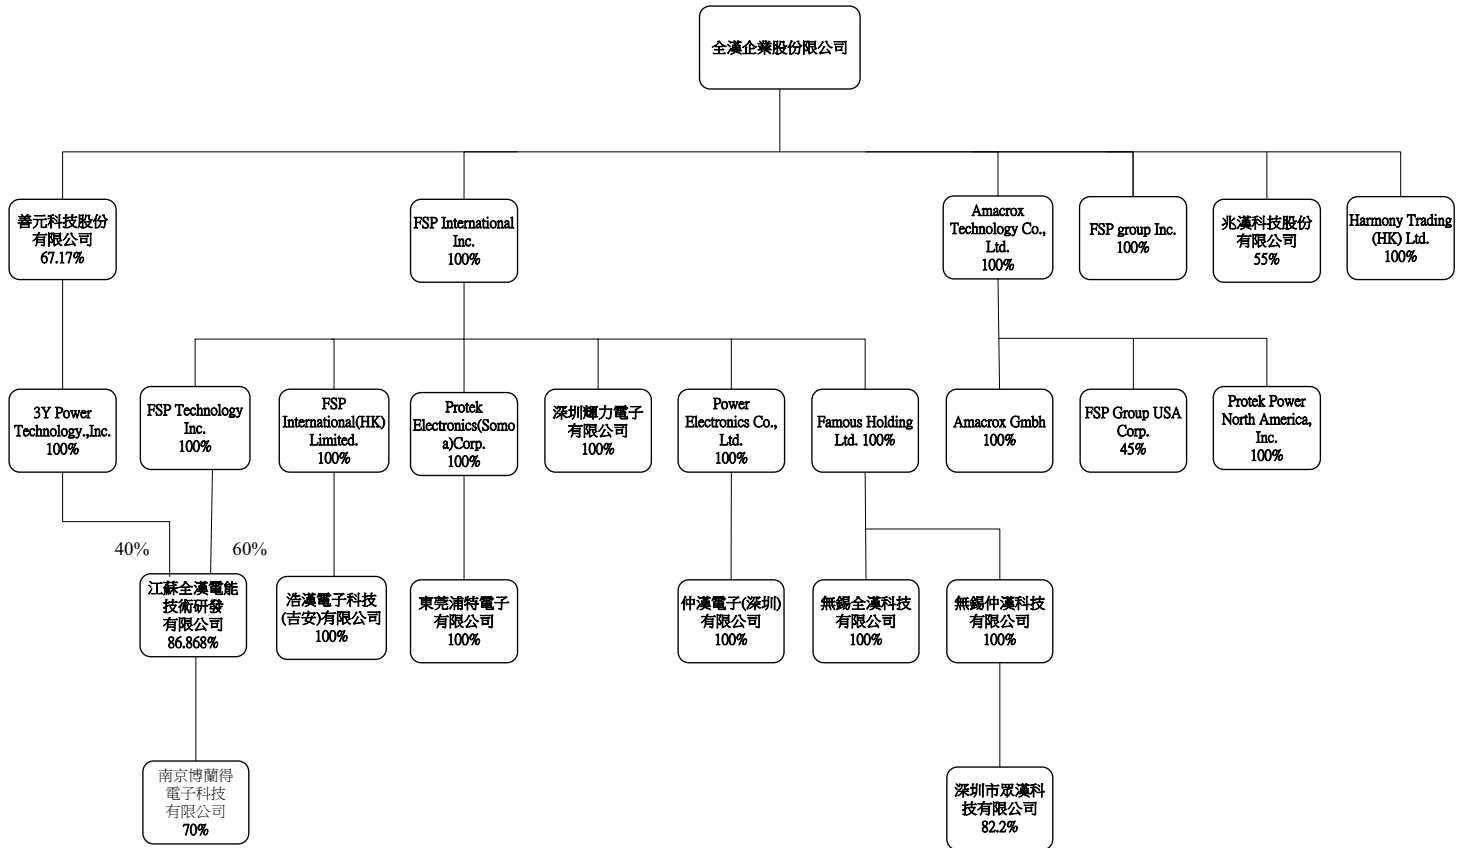 全漢企業股份限公司
善元科技股份
有限公司
67.17%
FSP International
Inc.
100%
Amacrox
Technology Co.,
Ltd.
100%
FSP group Inc.
100%
兆漢科技股份
有限公司
55%
Harmony Trading
(HK) Ltd.
100%
3Y Power
Technology.,Inc.
100%
FSP Technology
Inc.
100%
FSP
International(HK)
Limited.
100%
Protek
Electronics(Somo
a)Corp.
100%
深圳輝力電子
有限公司
100%
Power
Electronics Co.,
Ltd.
100%
Famous Holding
Ltd. 100%
Amacrox Gmbh
100%
FSP Group USA
Corp.
45%
Protek Power
North America,
Inc.
100%
40%
60%
江蘇全漢電能
技術研發
有限公司
86.868%
浩漢電子科技
(吉安)有限公司
100%
東莞浦特電子
有限公司
100%
仲漢電子(深圳)
有限公司
100%
無錫全漢科技
有限公司
100%
無錫仲漢科技
有限公司
100%
南京博蘭得
電子科技
有限公司
70%
深圳市眾漢科
技有限公司
82.2%